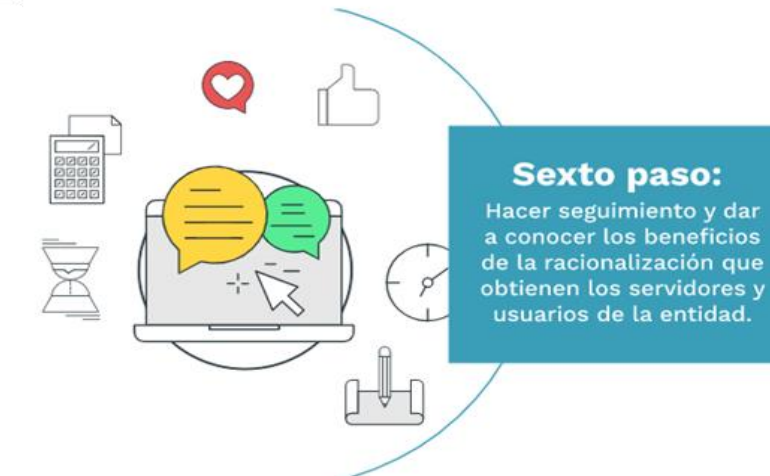 Sexto paso:
Hacer seguimiento y dar
a conocer los beneficios
de la racionalización que
obtienen los servidores y
usuarios de la entidad.